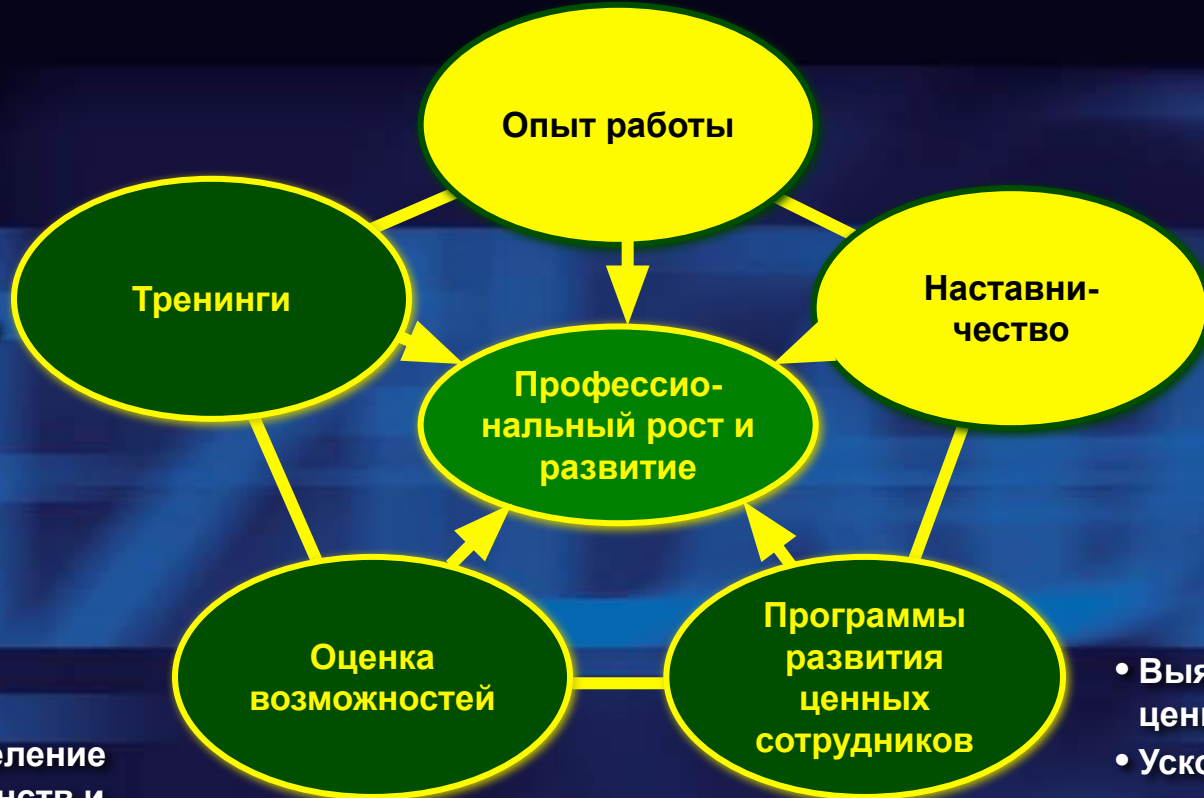 Опыт работы
Тренинги
Наставни-
чество
Профессио-
нальный рост и
развитие
Оценка
возможностей
Программы
развития
ценных
сотрудников